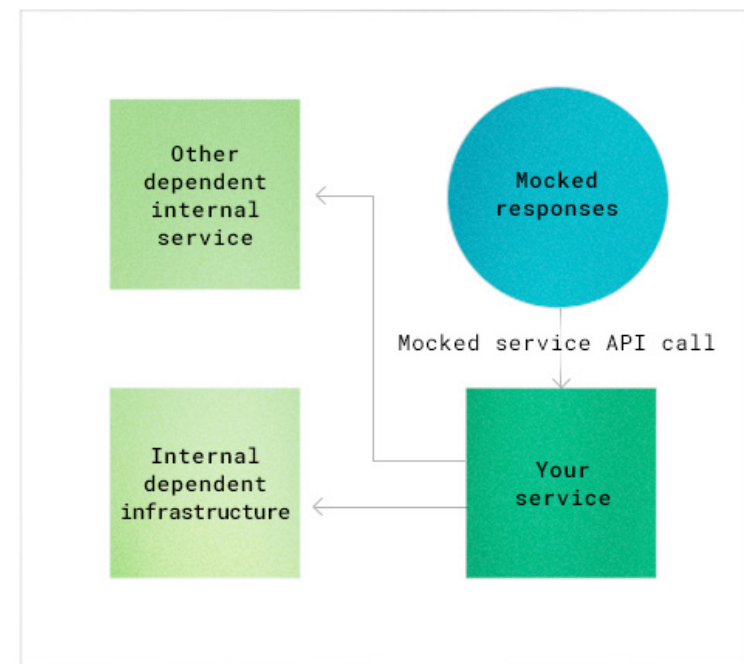 Other
dependent
internal
service
Mocked
responses
Mocked service API call
Internal
dependent
infrastructure
Your
service